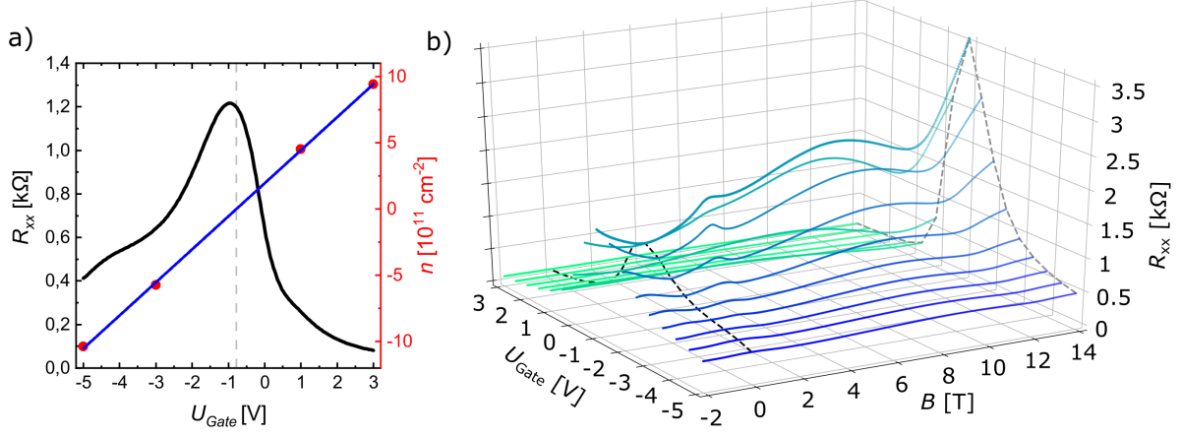 a)
1,4
1,2
1,0
0,8
0,6
0,4
0,2
0,0
R_xx [kΩ]
-5 -4 -3 -2 -1 0 1 2 3
U_Gate [V]
10
5
0
-5
-10
n [10^11 cm^-2]
b)
3 2 1 0 -1 -2 -3 -4 -5
U_Gate [V]
-2 0 2 4 6 8 10 12 14
B [T]
3.5
3
2.5
2
1.5
1
0.5
0
R_xx [kΩ]